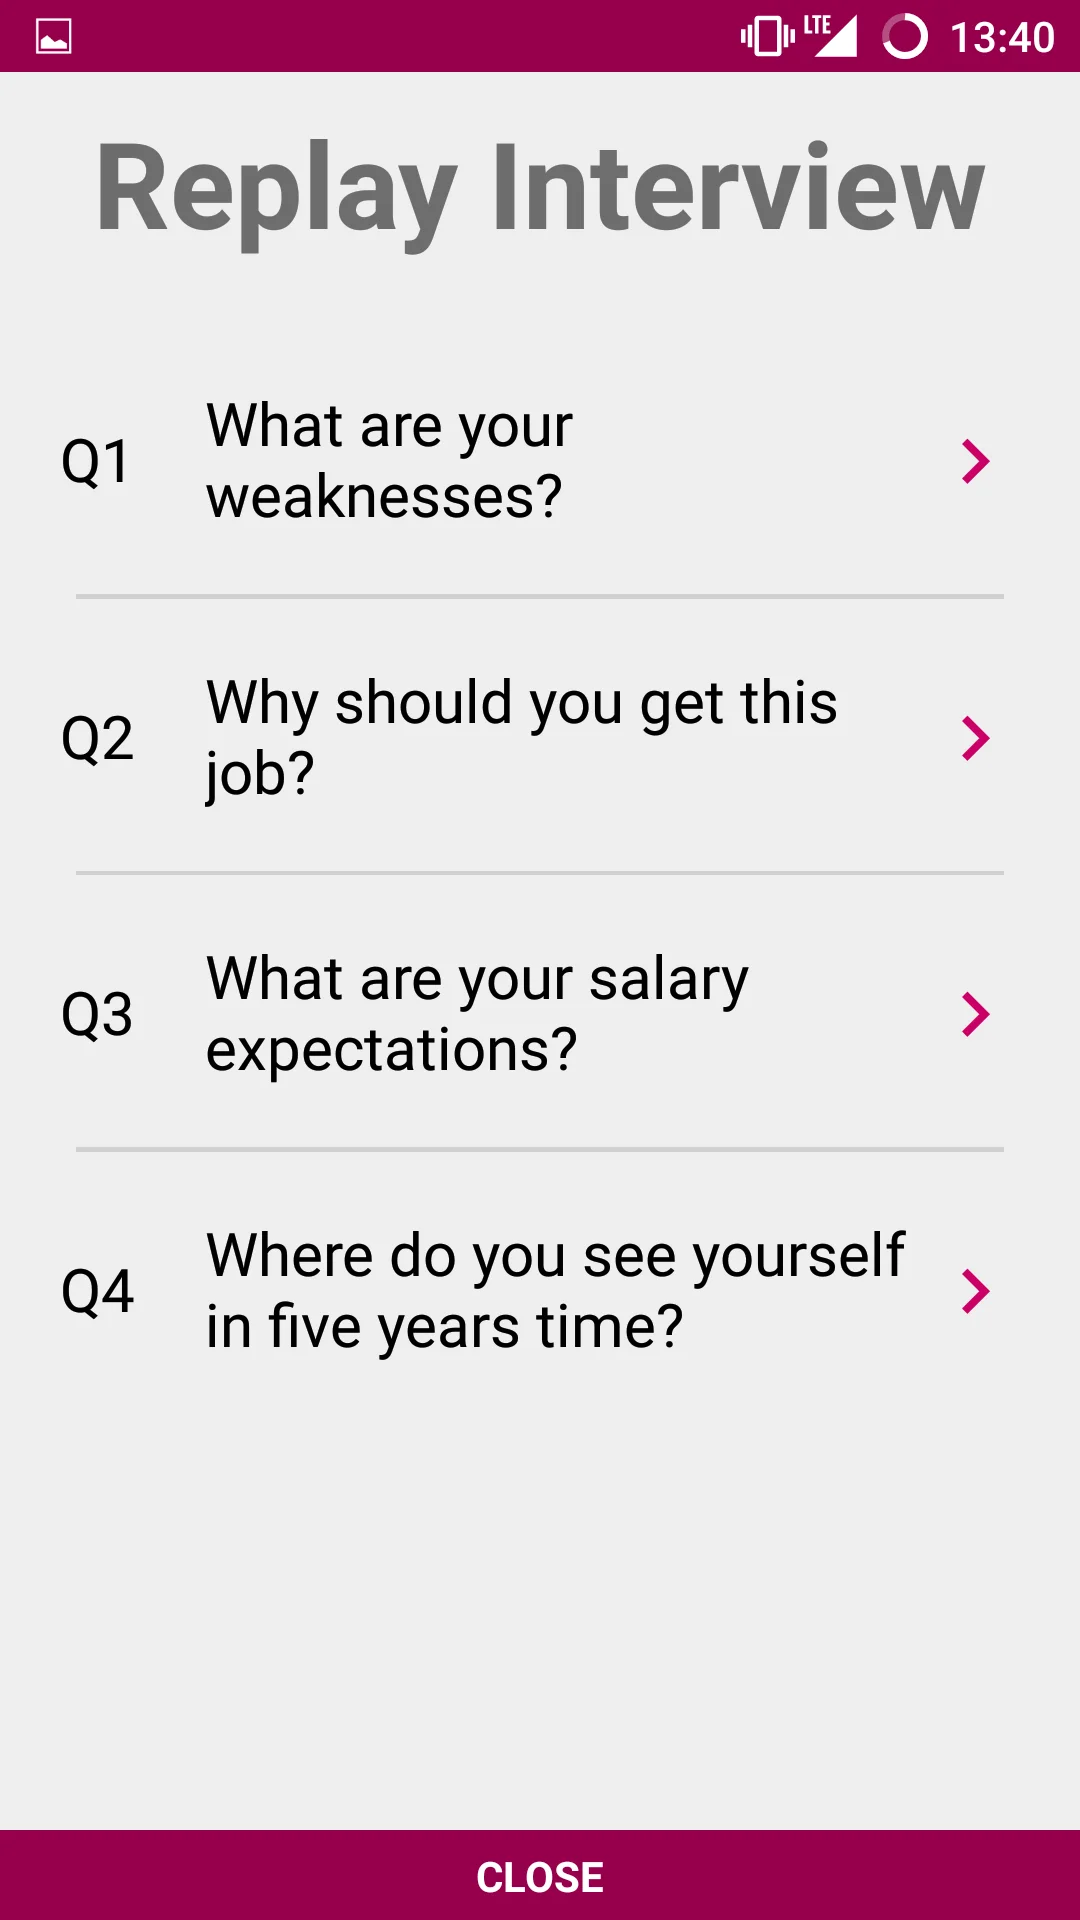 LTE 13:40
Replay Interview
Q1
What are your
weaknesses?
Q2
Why should you get this
job?
Q3
What are your salary
expectations?
Q4
Where do you see yourself
in five years time?
CLOSE